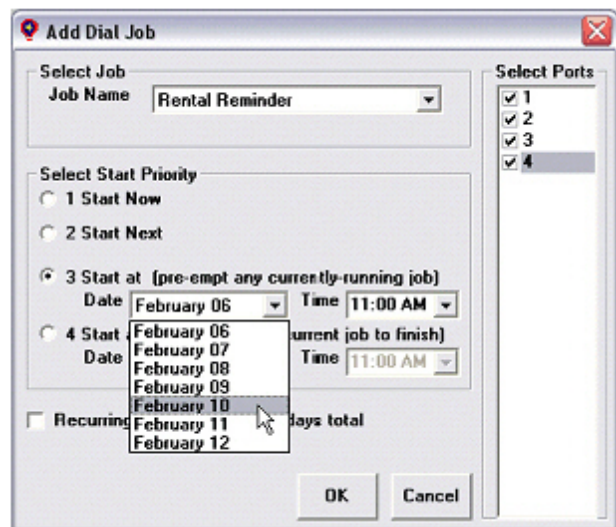 Add Dial Job
Select Job
Job Name Rental Reminder
Select Ports
1
2
3
4
Select Start Priority
1 Start Now
2 Start Next
3 Start at (pre-empt any currently-running job)
Date February 06 Time 11:00 AM
4 Start current job to finish)
Date Time 11:00 AM
February 06
February 07
February 08
February 09
February 10
February 11
February 12
Recurring days total
OK Cancel